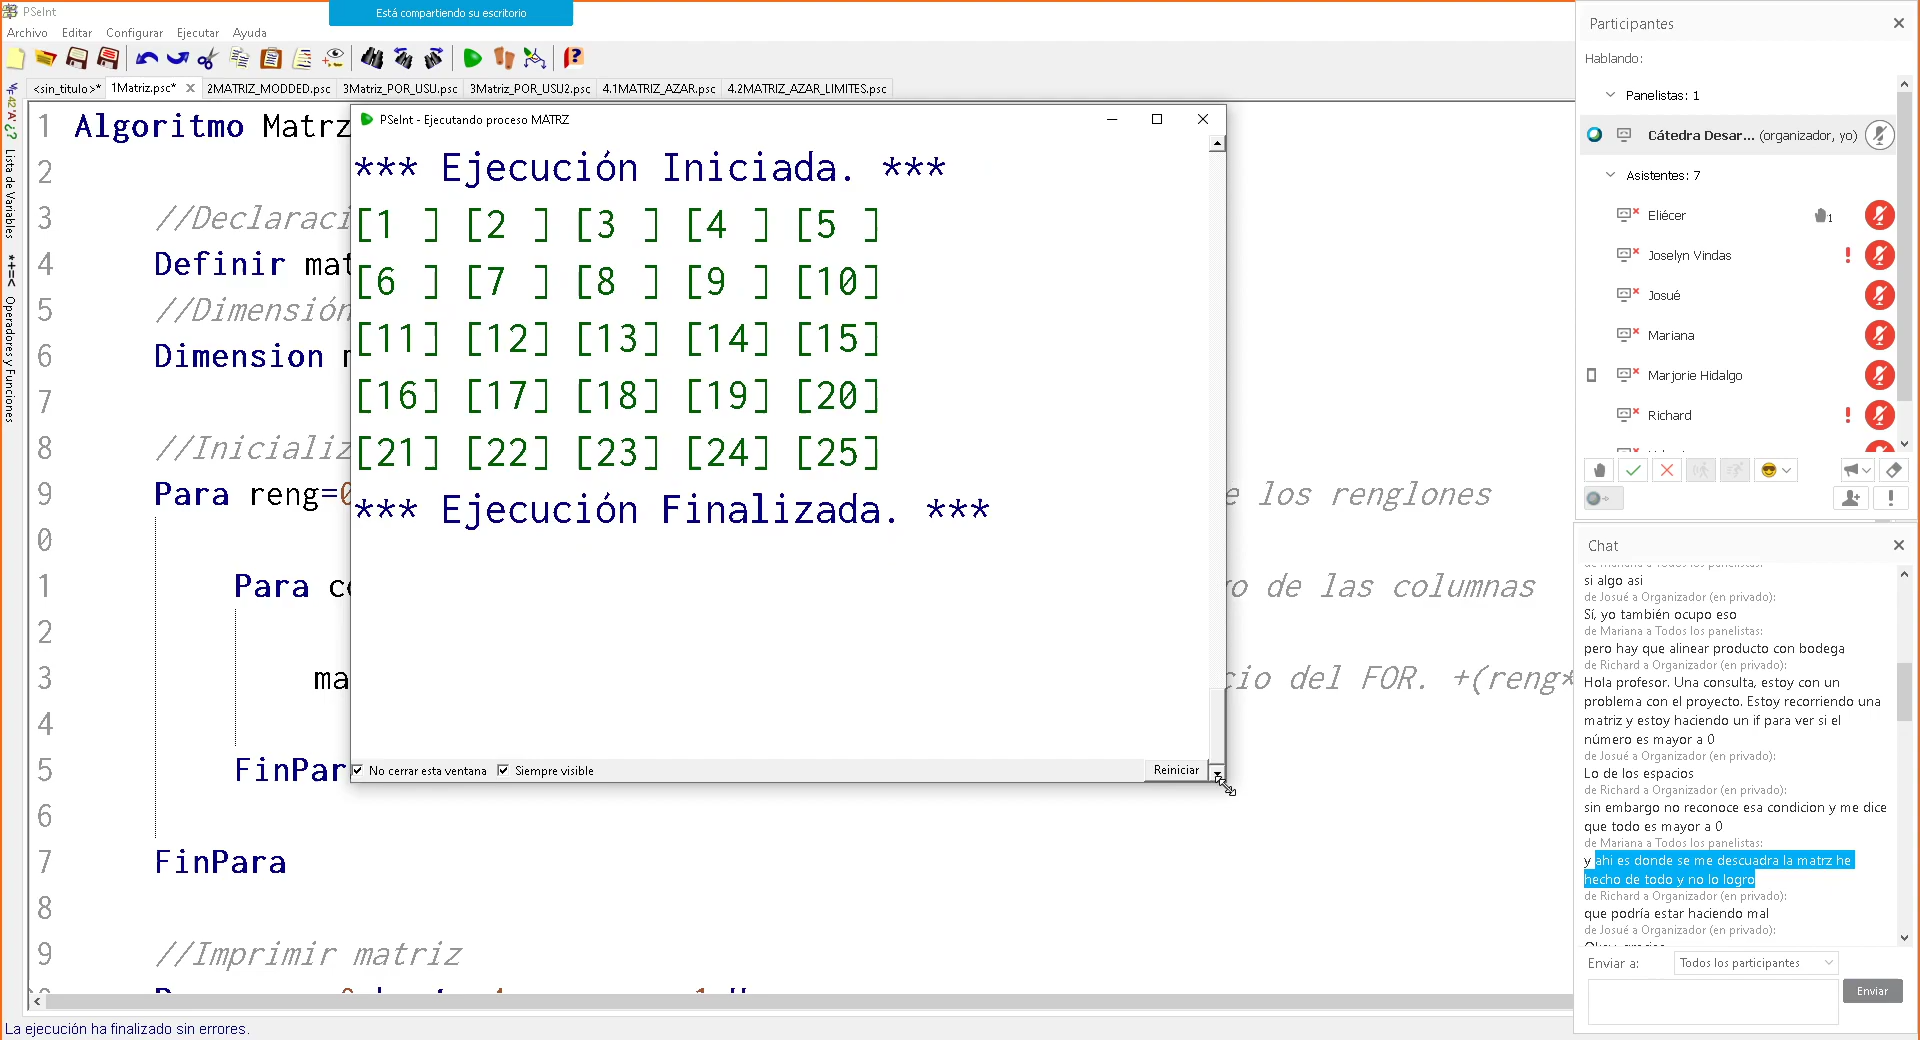 PSeInt
Está compartiendo su escritorio
Archivo Editar Configurar Ejecutar Ayuda
<sin_titulo>* 1Matriz.psc* 2MATRIZ_MODDED.psc 3Matriz_POR_USU.psc 3Matriz_POR_USU2.psc 4.1MATRIZ_AZAR.psc 4.2MATRIZ_AZAR_LIMITES.psc
Lista de Variables
Operadores y Funciones
1 Algoritmo Matrz
2
3 //Declaraci
4 Definir mat
5 //Dimensión
6 Dimension m
7
8 //Inicializ
9 Para reng=0 e los renglones
0
1 Para co o de las columnas
2
3 ma cio del FOR. +(reng*
4
5 FinPar
6
7 FinPara
8
9 //Imprimir matriz
PSeInt - Ejecutando proceso MATRZ
*** Ejecución Iniciada. ***
[1 ] [2 ] [3 ] [4 ] [5 ]
[6 ] [7 ] [8 ] [9 ] [10]
[11] [12] [13] [14] [15]
[16] [17] [18] [19] [20]
[21] [22] [23] [24] [25]
*** Ejecución Finalizada. ***
No cerrar esta ventana Siempre visible Reiniciar
La ejecución ha finalizado sin errores.
Participantes
Hablando:
Panelistas: 1
Cátedra Desar... (organizador, yo)
Asistentes: 7
Eliécer 1
Joselyn Vindas
Josué
Mariana
Marjorie Hidalgo
Richard
Chat
de Mariana a Todos los panelistas:
si algo asi
de Josué a Organizador (en privado):
Sí, yo también ocupo eso
de Mariana a Todos los panelistas:
pero hay que alinear producto con bodega
de Richard a Organizador (en privado):
Hola profesor. Una consulta, estoy con un
problema con el proyecto. Estoy recorriendo una
matriz y estoy haciendo un if para ver si el
número es mayor a 0
de Josué a Organizador (en privado):
Lo de los espacios
de Richard a Organizador (en privado):
sin embargo no reconoce esa condicion y me dice
que todo es mayor a 0
de Mariana a Todos los panelistas:
y ahi es donde se me descuadra la matrz he
hecho de todo y no lo logro
de Richard a Organizador (en privado):
que podría estar haciendo mal
de Josué a Organizador (en privado):
Enviar a: Todos los participantes
Enviar